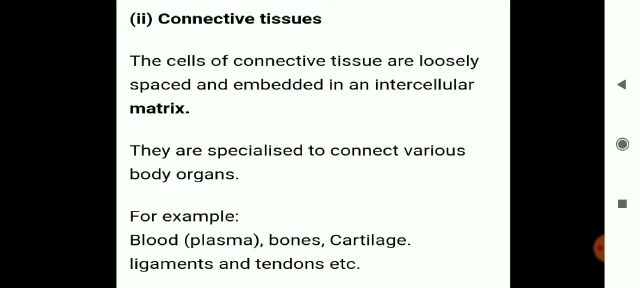 (ii) Connective tissues
The cells of connective tissue are loosely
spaced and embedded in an intercellular
matrix.
They are specialised to connect various
body organs.
For example:
Blood (plasma), bones, Cartilage.
ligaments and tendons etc.